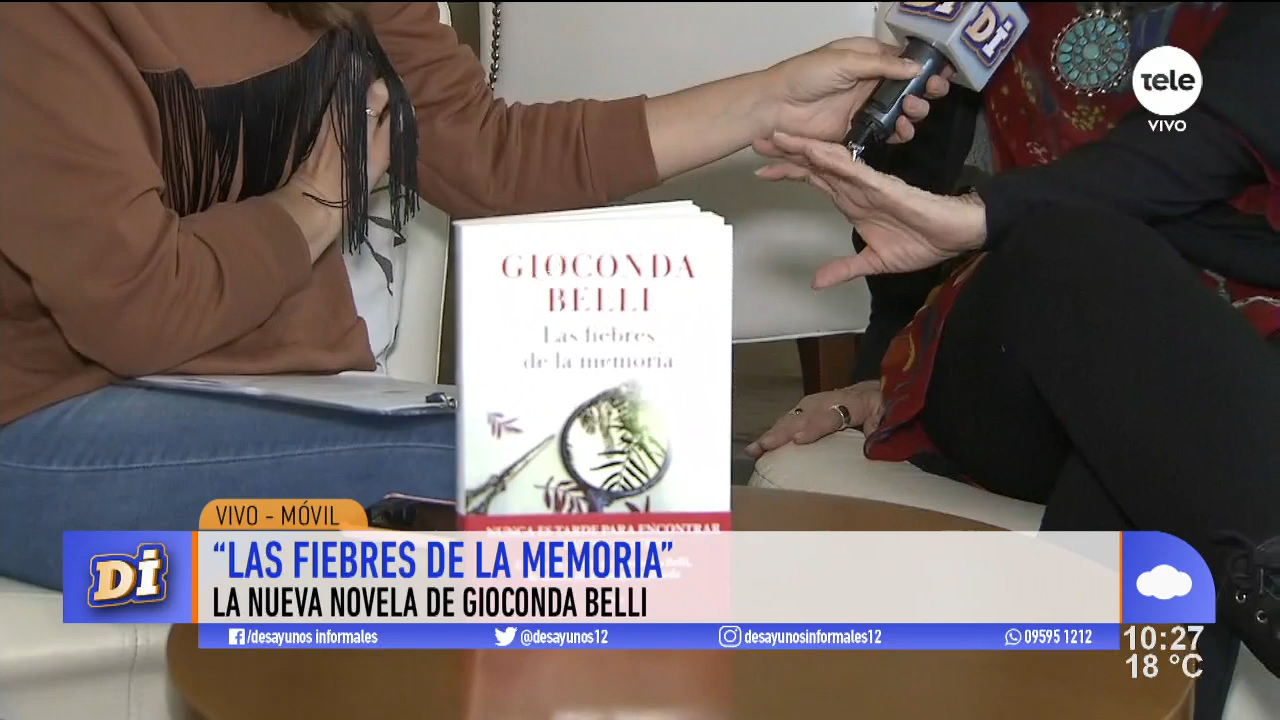 Di
Di
tele
VIVO
GIOCONDA
BELLI
Las fiebres
de la memoria
NUNCA ES TARDE PARA ENCONTRAR
VIVO - MÓVIL
Di
“LAS FIEBRES DE LA MEMORIA”
LA NUEVA NOVELA DE GIOCONDA BELLI
/desayunos informales
@desayunos12
desayunosinformales12
09595 1212
10:27
18 °C